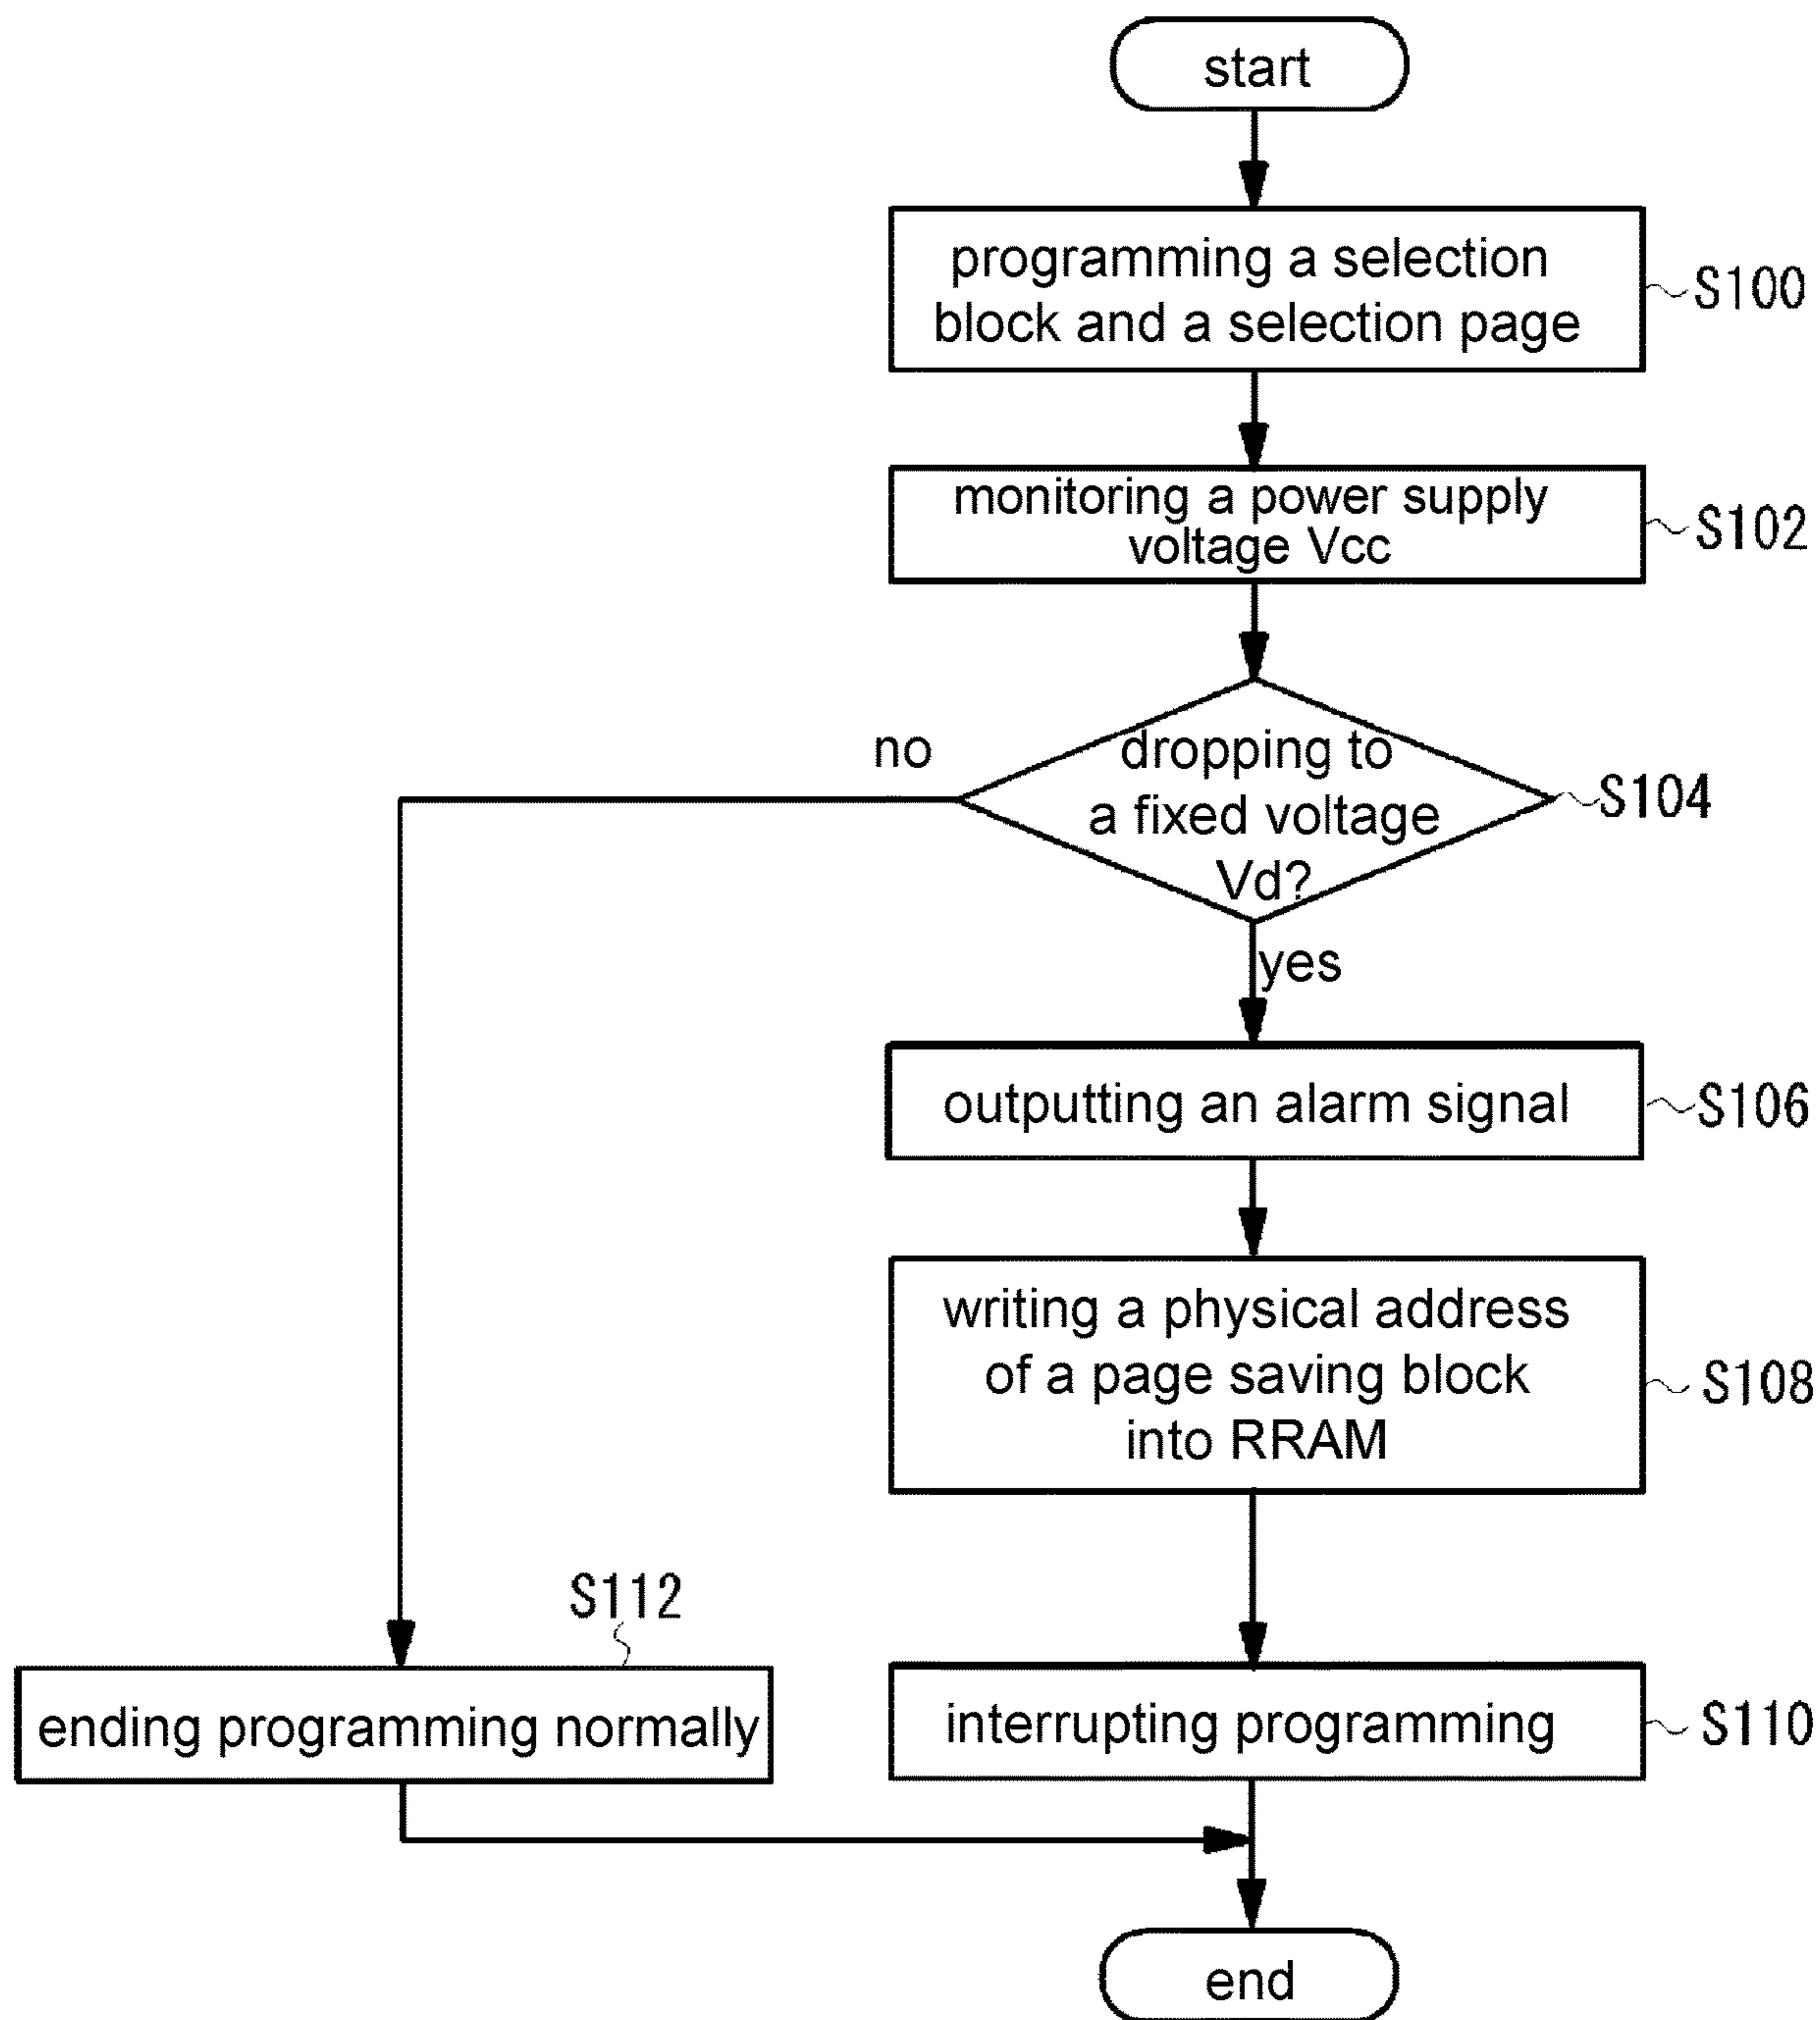 start
programming a selection
block and a selection page
S100
monitoring a power supply
voltage Vcc
S102
no
dropping to
a fixed voltage
Vd?
S104
yes
outputting an alarm signal
S106
writing a physical address
of a page saving block
into RRAM
S108
S112
ending programming normally
interrupting programming
S110
end